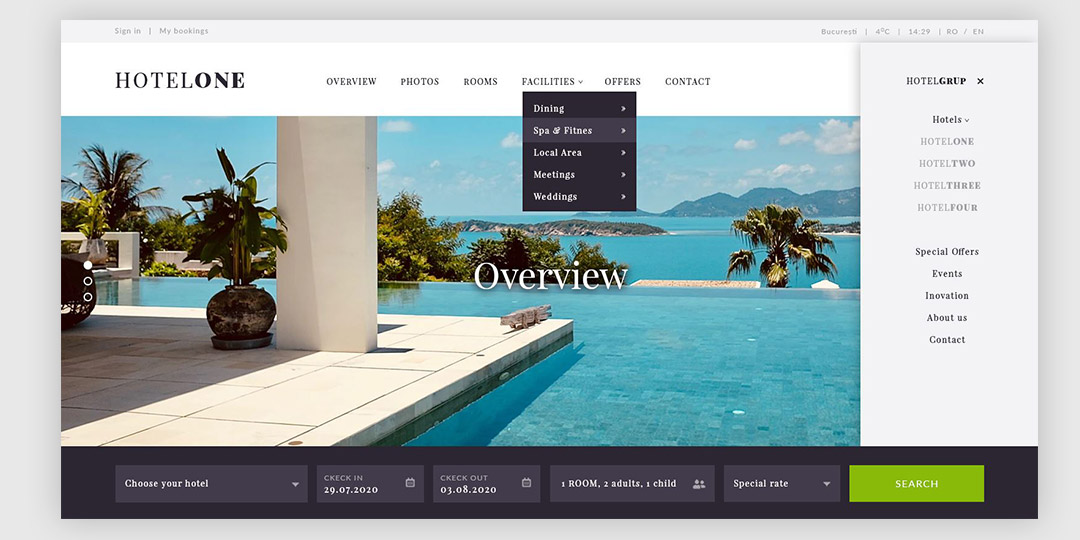 Sign in | My bookings
București | 4°C | 14:29 | RO / EN
HOTELONE
OVERVIEW PHOTOS ROOMS FACILITIES OFFERS CONTACT
Dining »
Spa & Fitnes »
Local Area »
Meetings »
Weddings »
HOTELGRUP ×
Hotels
HOTELONE
HOTELTWO
HOTELTHREE
HOTELFOUR
Special Offers
Events
Inovation
About us
Contact
Overview
Choose your hotel
CKECK IN
29.07.2020
CKECK OUT
03.08.2020
1 ROOM, 2 adults, 1 child
Special rate
SEARCH